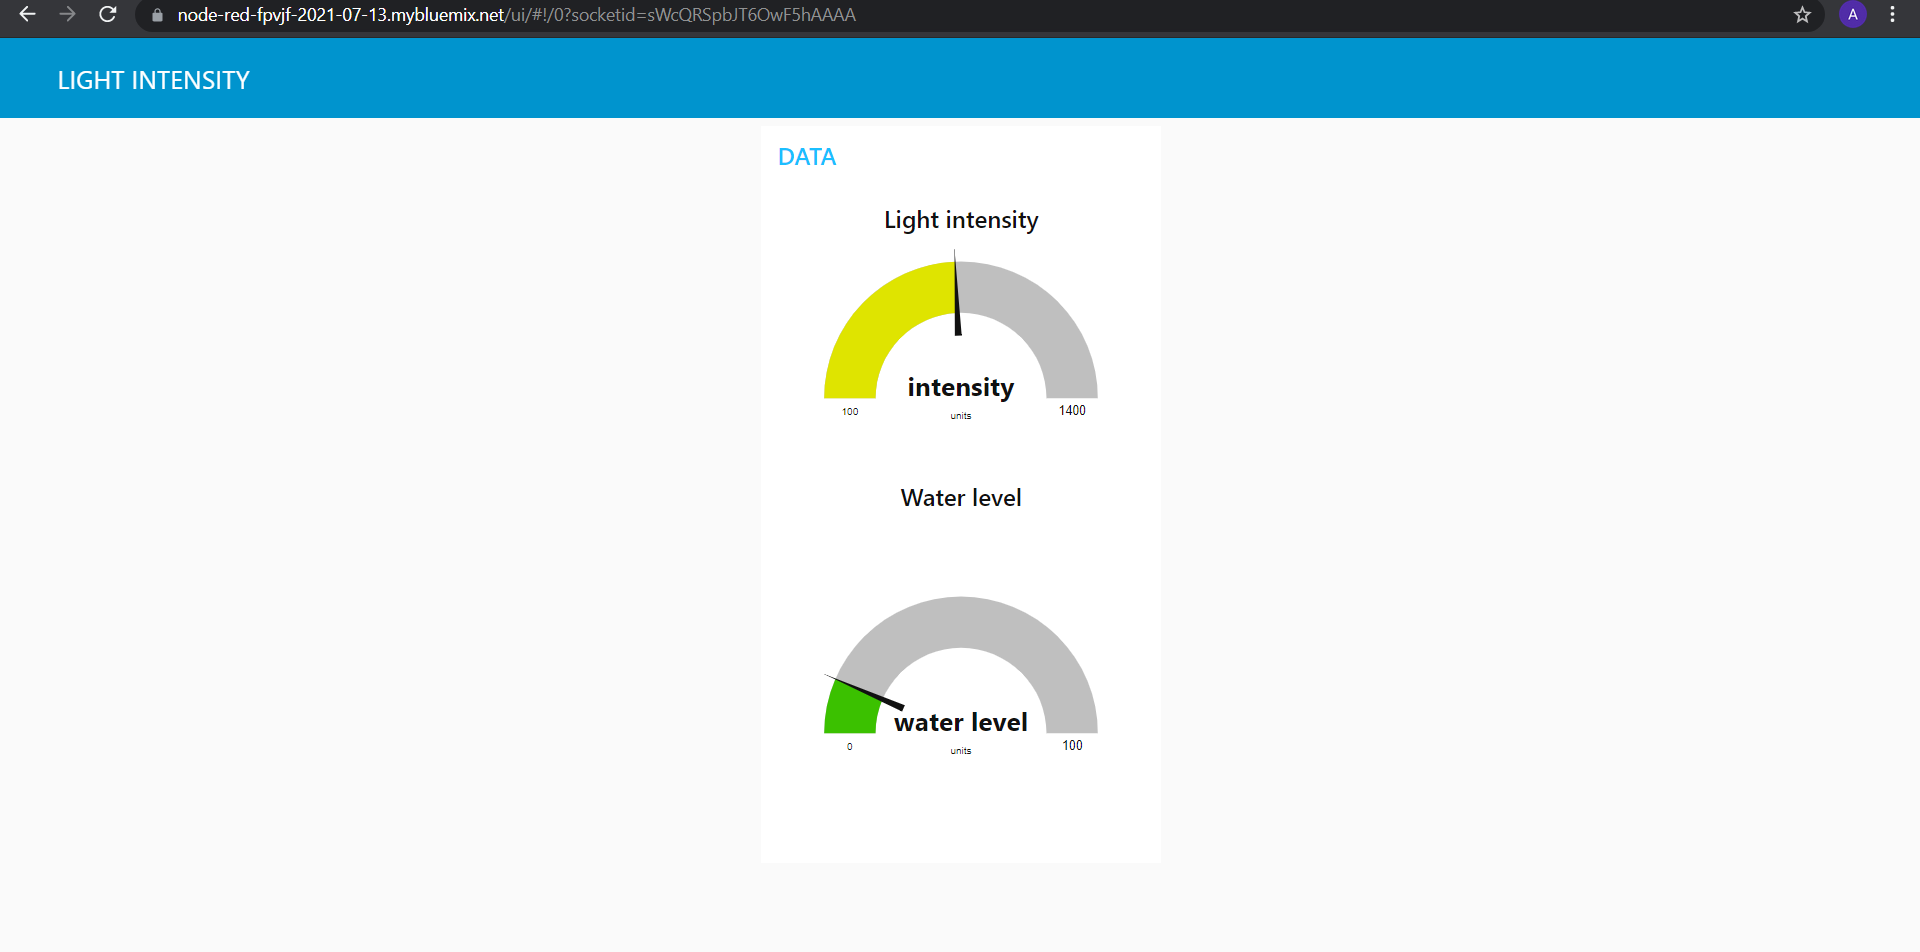 node-red-fpvjf-2021-07-13.mybluemix.net/ui/#!/0?socketid=sWcQRSpbJT6OwF5hAAAA
A
LIGHT INTENSITY
DATA
Light intensity
intensity
100
units
1400
Water level
water level
0
units
100